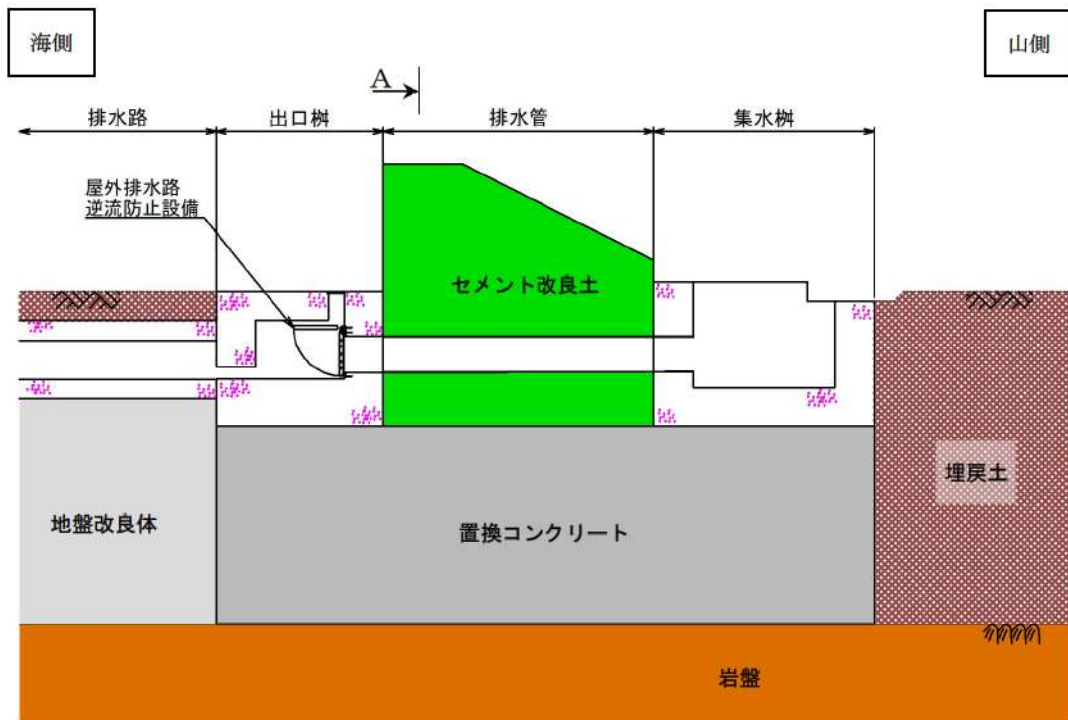 海側
山側
A
排水路
出口桝
排水管
集水桝
屋外排水路
逆流防止設備
セメント改良土
埋戻土
地盤改良体
置換コンクリート
岩盤